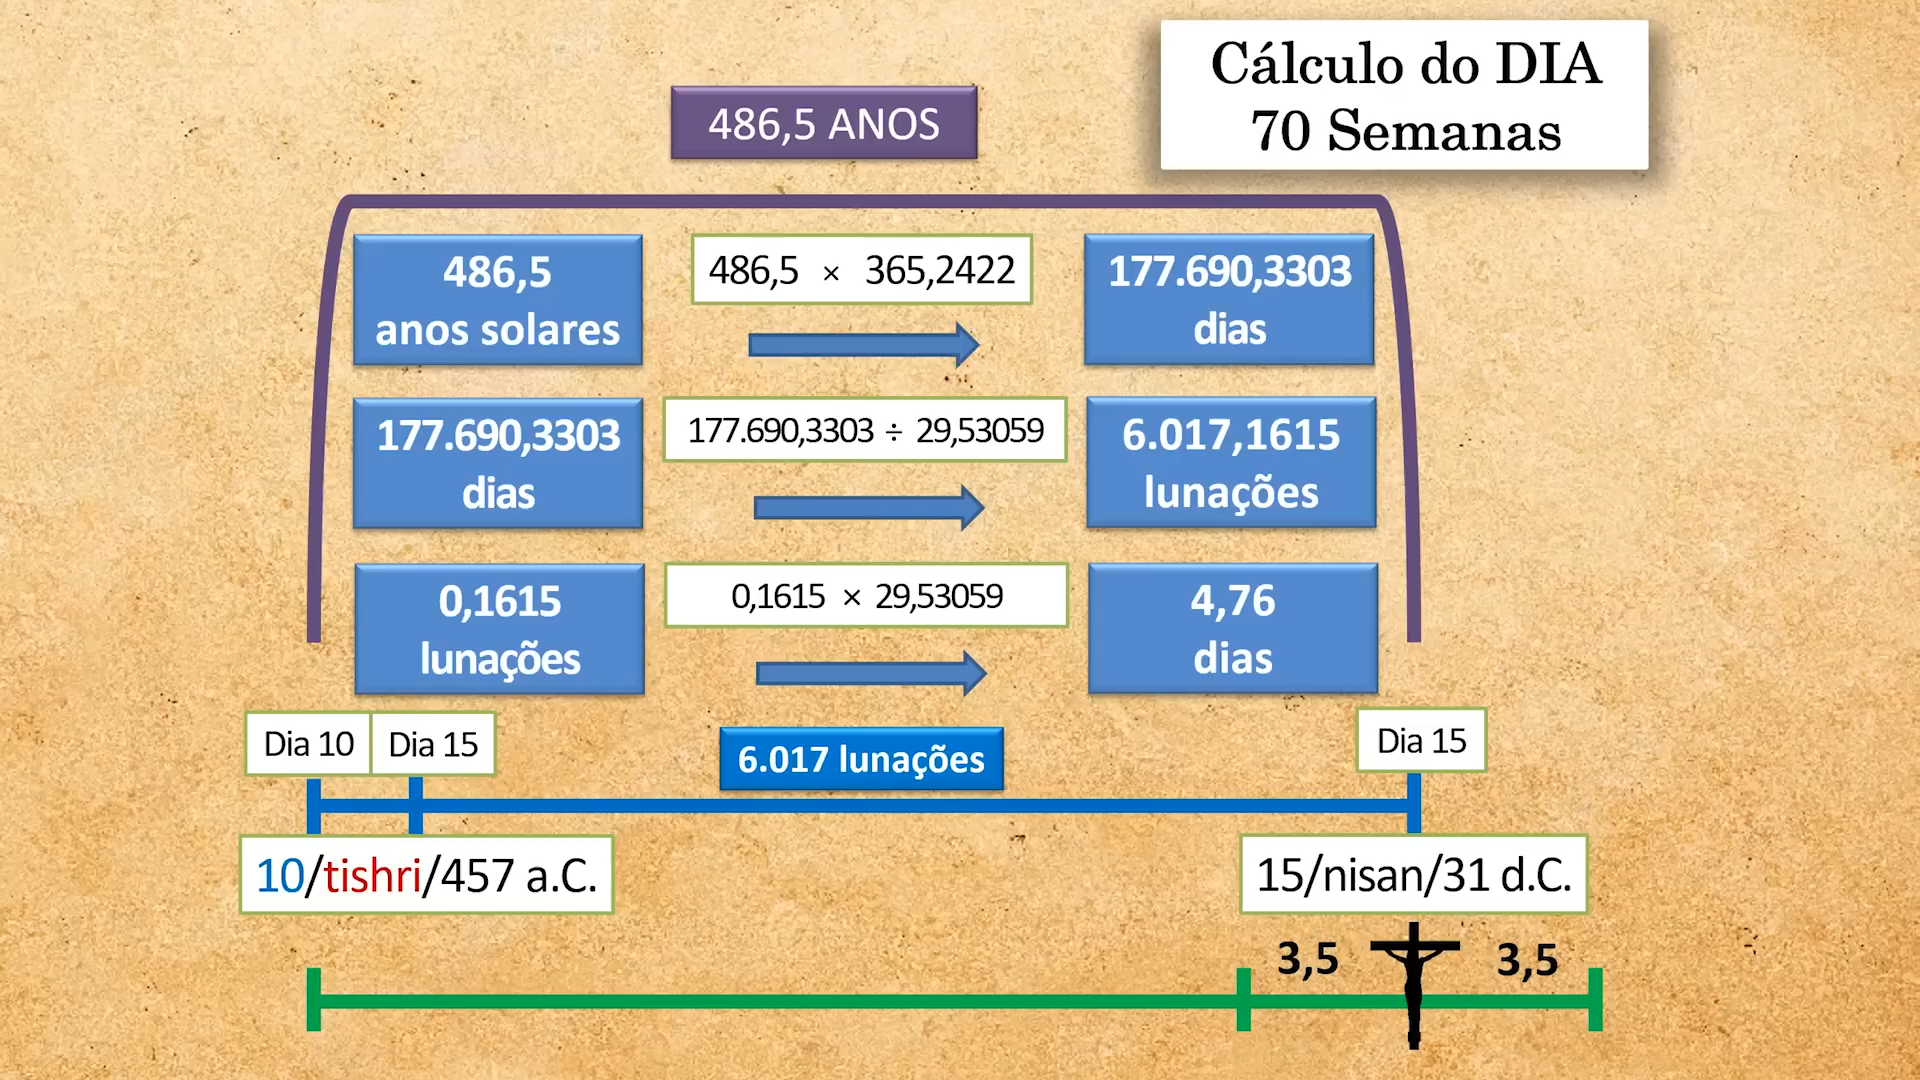 Cálculo do DIA
70 Semanas
486,5 ANOS
486,5
anos solares
486,5 × 365,2422
177.690,3303
dias
177.690,3303
dias
177.690,3303 ÷ 29,53059
6.017,1615
lunações
0,1615
lunações
0,1615 × 29,53059
4,76
dias
Dia 10
Dia 15
6.017 lunações
Dia 15
10/tishri/457 a.C.
15/nisan/31 d.C.
3,5
3,5